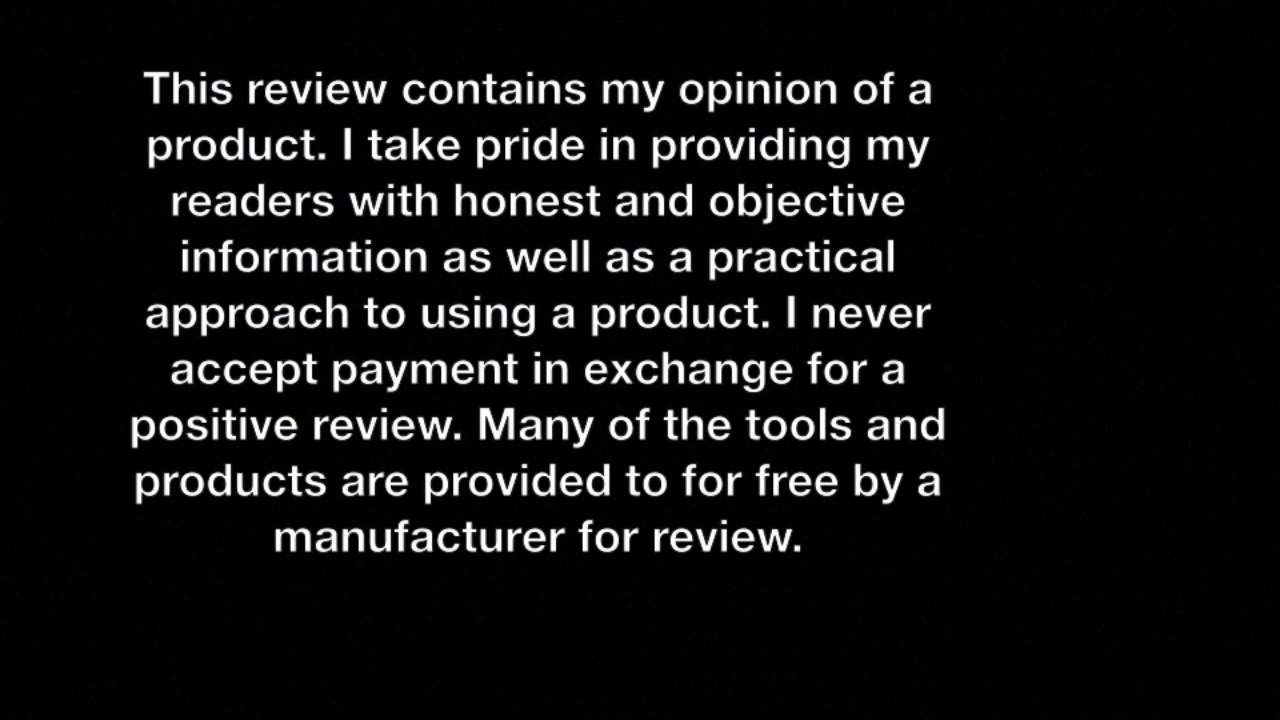 This review contains my opinion of a
product. I take pride in providing my
readers with honest and objective
information as well as a practical
approach to using a product. I never
accept payment in exchange for a
positive review. Many of the tools and
products are provided to for free by a
manufacturer for review.